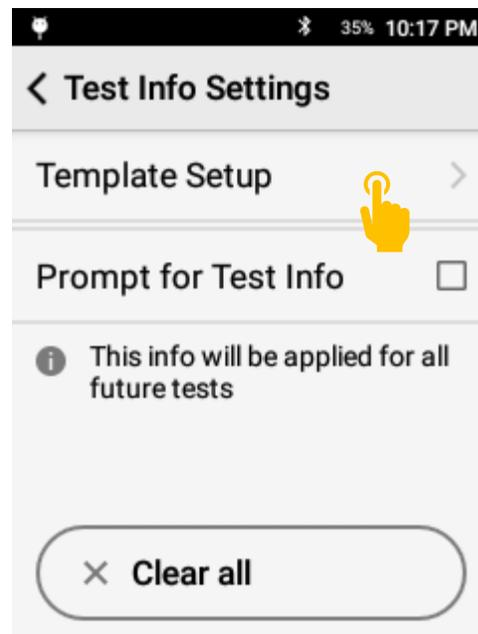 35% 10:17 PM
Test Info Settings
Template Setup
Prompt for Test Info
This info will be applied for all
future tests
Clear all